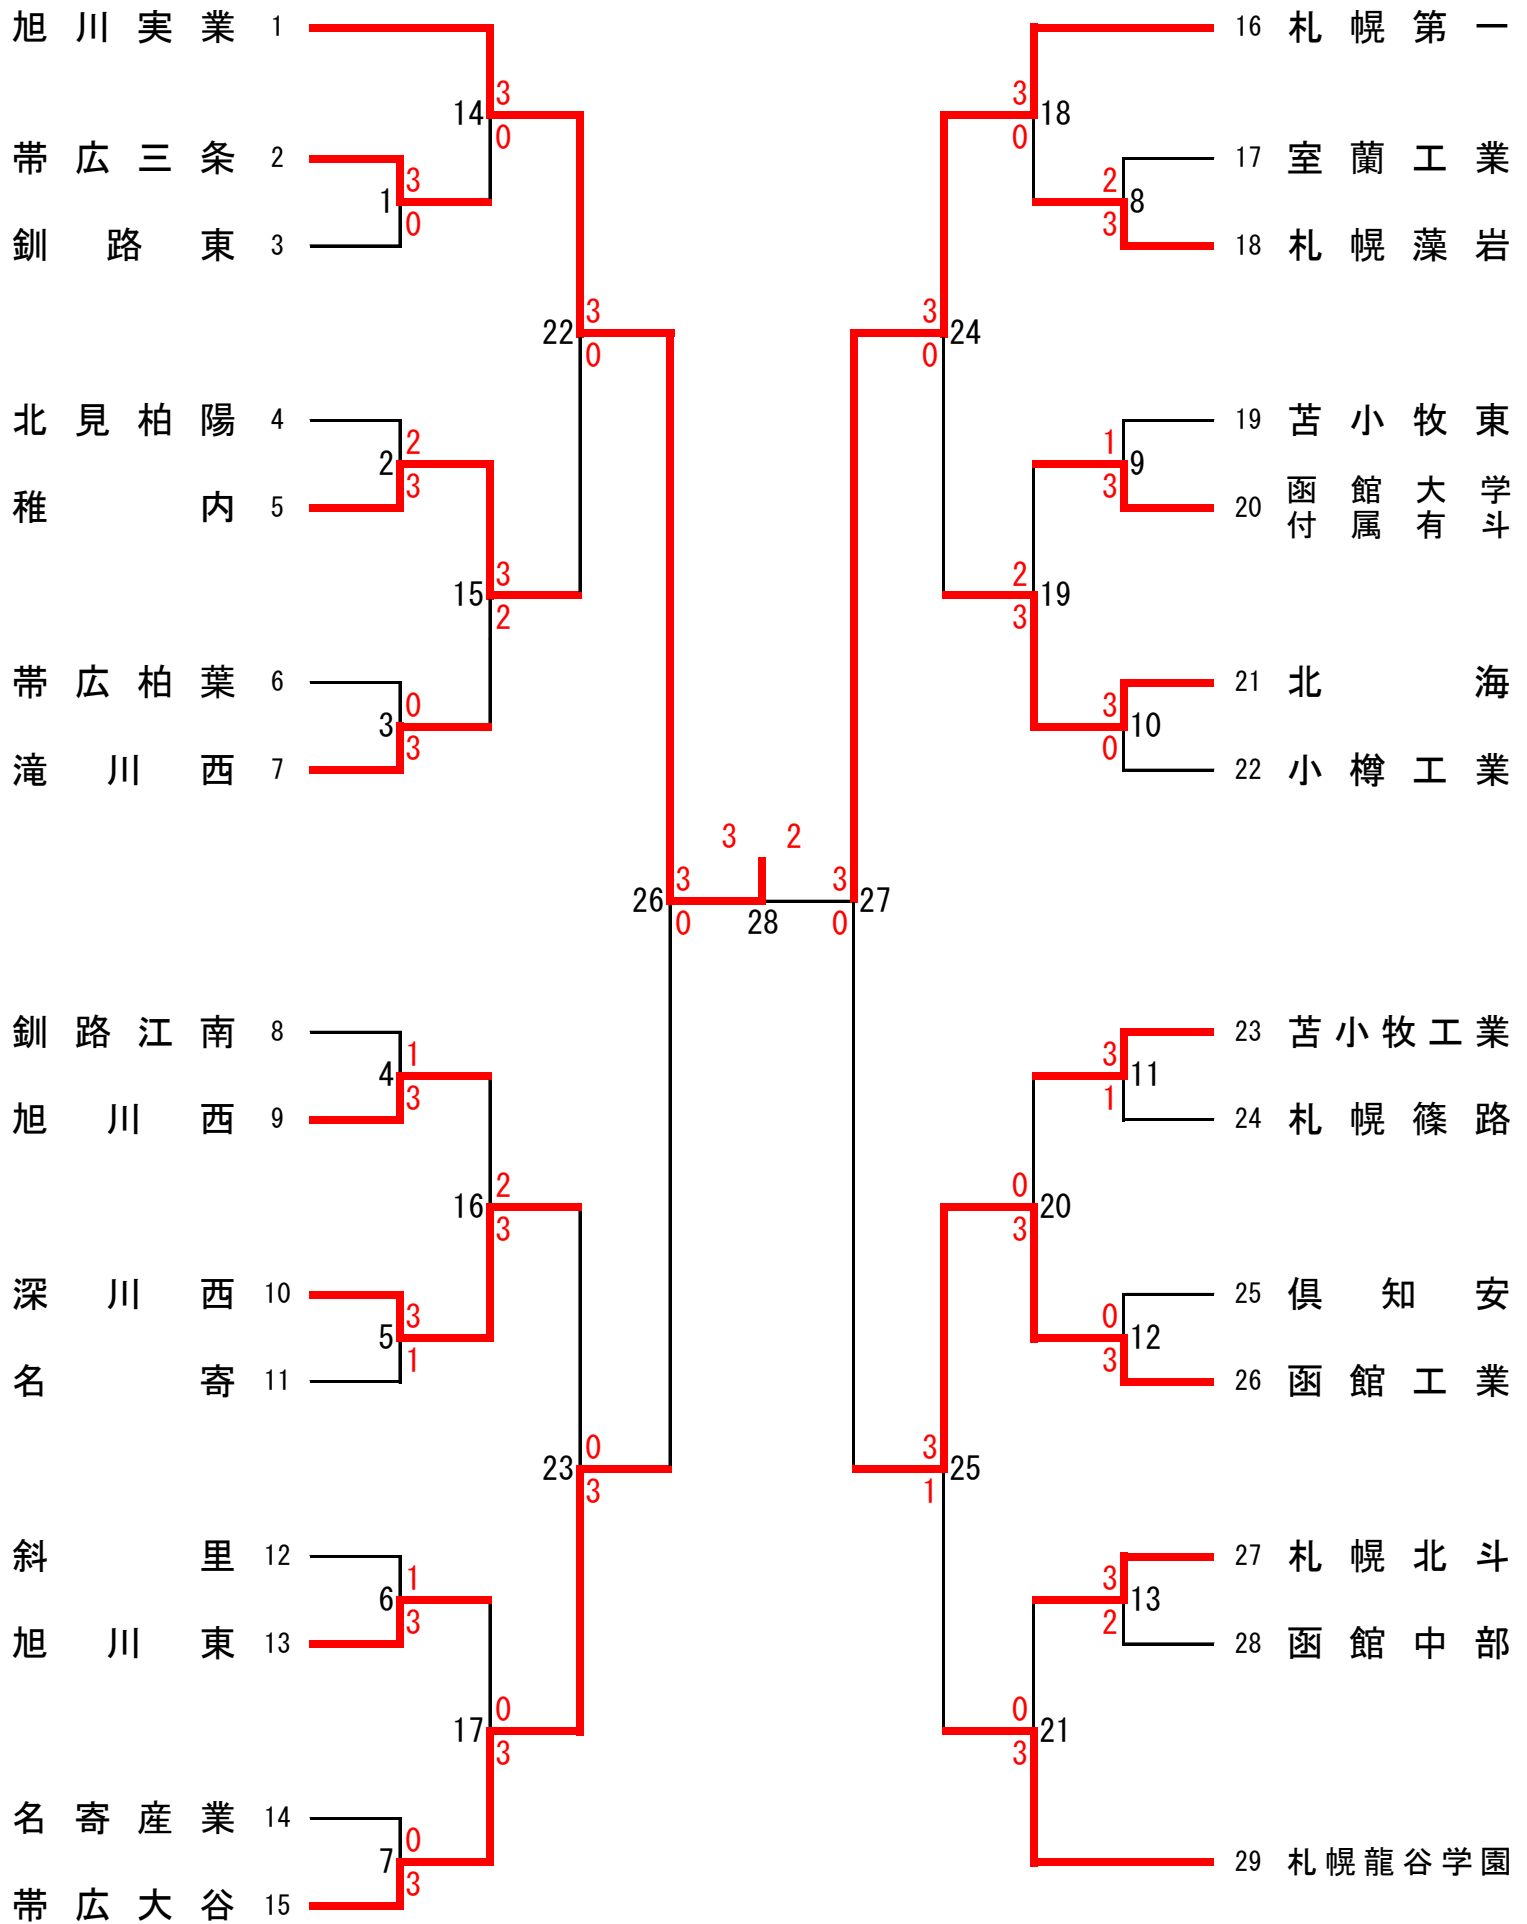 旭川実業 1
3
14
0
帯広三条 2
3
1
0
釧路東 3
3
22
0
北見柏陽 4
2
2
3
稚内 5
3
15
2
帯広柏葉 6
0
3
3
滝川西 7
3
26
0
釧路江南 8
1
4
3
旭川西 9
2
16
3
深川西 10
3
5
1
名寄 11
0
23
3
斜里 12
1
6
3
旭川東 13
0
17
3
名寄産業 14
0
7
3
帯広大谷 15
3 2
28
16 札幌第一
3
18
0
17 室蘭工業
2
8
3
18 札幌藻岩
3
24
0
19 苫小牧東
1
9
3
20 函館大学
付属有斗
2
19
3
21 北海
3
10
0
22 小樽工業
3
27
0
23 苫小牧工業
3
11
1
24 札幌篠路
0
20
3
25 倶知安
0
12
3
26 函館工業
3
25
1
27 札幌北斗
3
13
2
28 函館中部
0
21
3
29 札幌龍谷学園